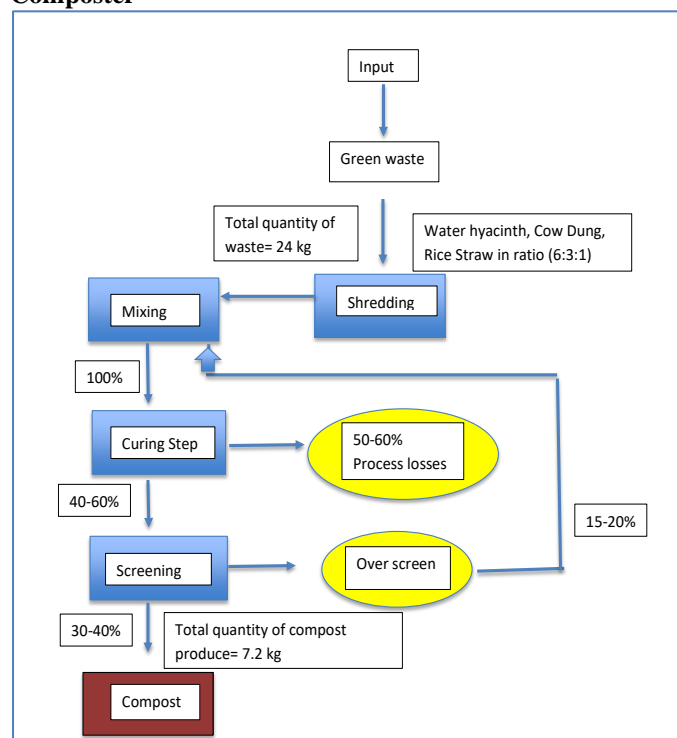 Composter
Input
Green waste
Total quantity of
waste= 24 kg
Water hyacinth, Cow Dung,
Rice Straw in ratio (6:3:1)
Shredding
Mixing
100%
Curing Step
50-60%
Process losses
40-60%
15-20%
Screening
Over screen
30-40%
Total quantity of compost
produce= 7.2 kg
Compost